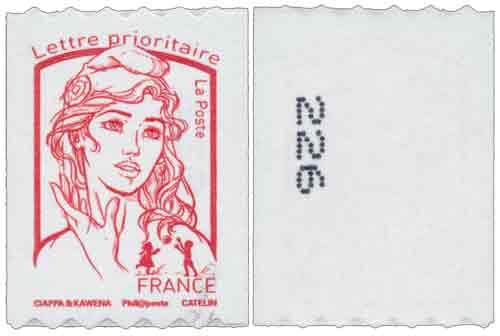 Lettre prioritaire
La Poste
FRANCE
CIAPPA & KAWENA Phil@poste CATELIN
226